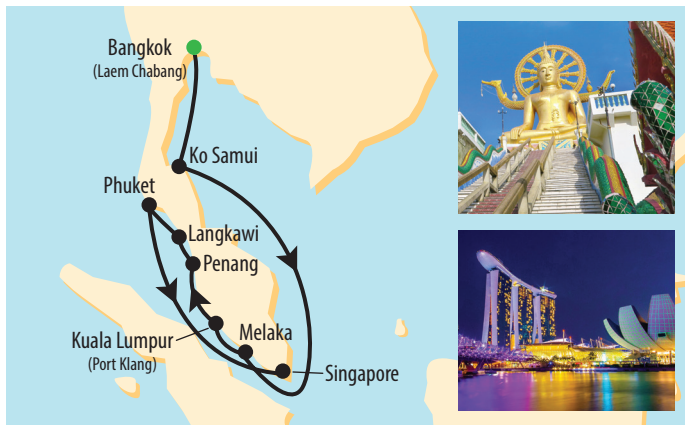 Bangkok
(Laem Chabang)
Ko Samui
Phuket
Langkawi
Penang
Kuala Lumpur
(Port Klang)
Melaka
Singapore